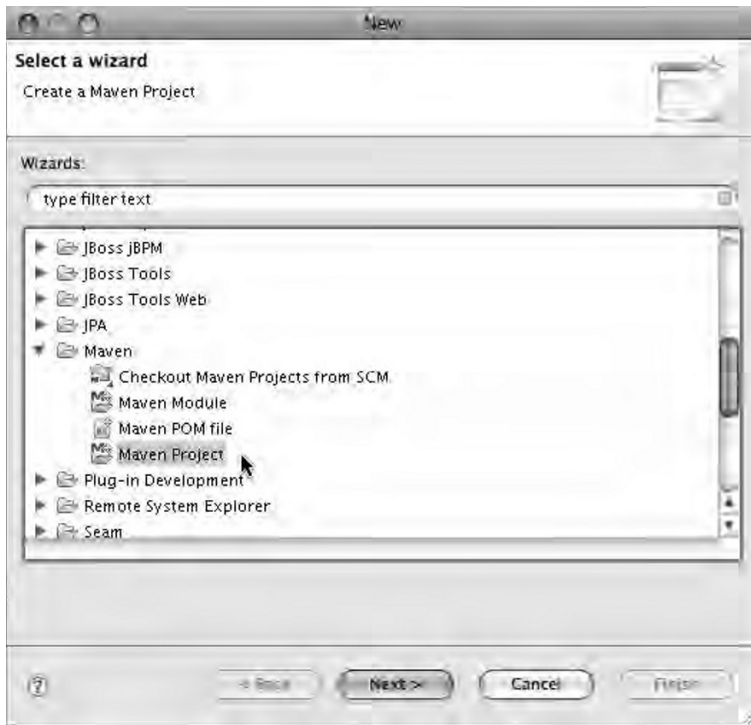 New
Select a wizard
Create a Maven Project
Wizards:
type filter text
JBoss jBPM
JBoss Tools
JBoss Tools Web
JPA
Maven
Checkout Maven Projects from SCM
Maven Module
Maven POM file
Maven Project
Plug-in Development
Remote System Explorer
Seam
? < Back Next > Cancel Finish